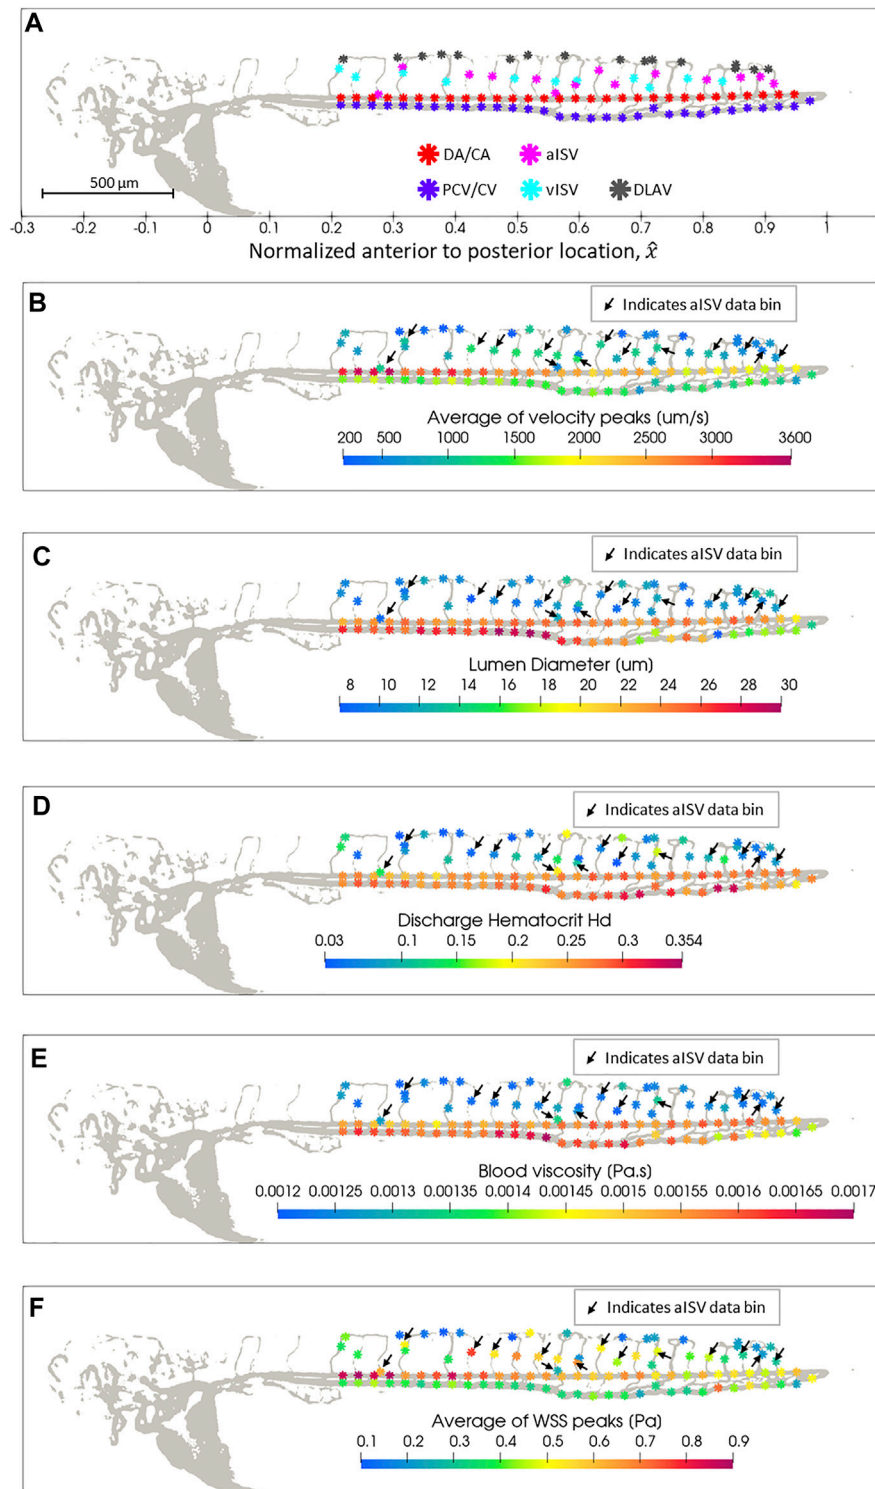 A
DA/CA aISV
PCV/CV vISV DLAV
500 µm
-0.3 -0.2 -0.1 0 0.1 0.2 0.3 0.4 0.5 0.6 0.7 0.8 0.9 1
Normalized anterior to posterior location, x̂
B
Indicates aISV data bin
Average of velocity peaks (um/s)
200 500 1000 1500 2000 2500 3000 3600
C
Indicates aISV data bin
Lumen Diameter (um)
8 10 12 14 16 18 20 22 24 26 28 30
D
Indicates aISV data bin
Discharge Hematocrit Hd
0.03 0.1 0.15 0.2 0.25 0.3 0.354
E
Indicates aISV data bin
Blood viscosity (Pa.s)
0.0012 0.00125 0.0013 0.00135 0.0014 0.00145 0.0015 0.00155 0.0016 0.00165 0.0017
F
Indicates aISV data bin
Average of WSS peaks (Pa)
0.1 0.2 0.3 0.4 0.5 0.6 0.7 0.8 0.9